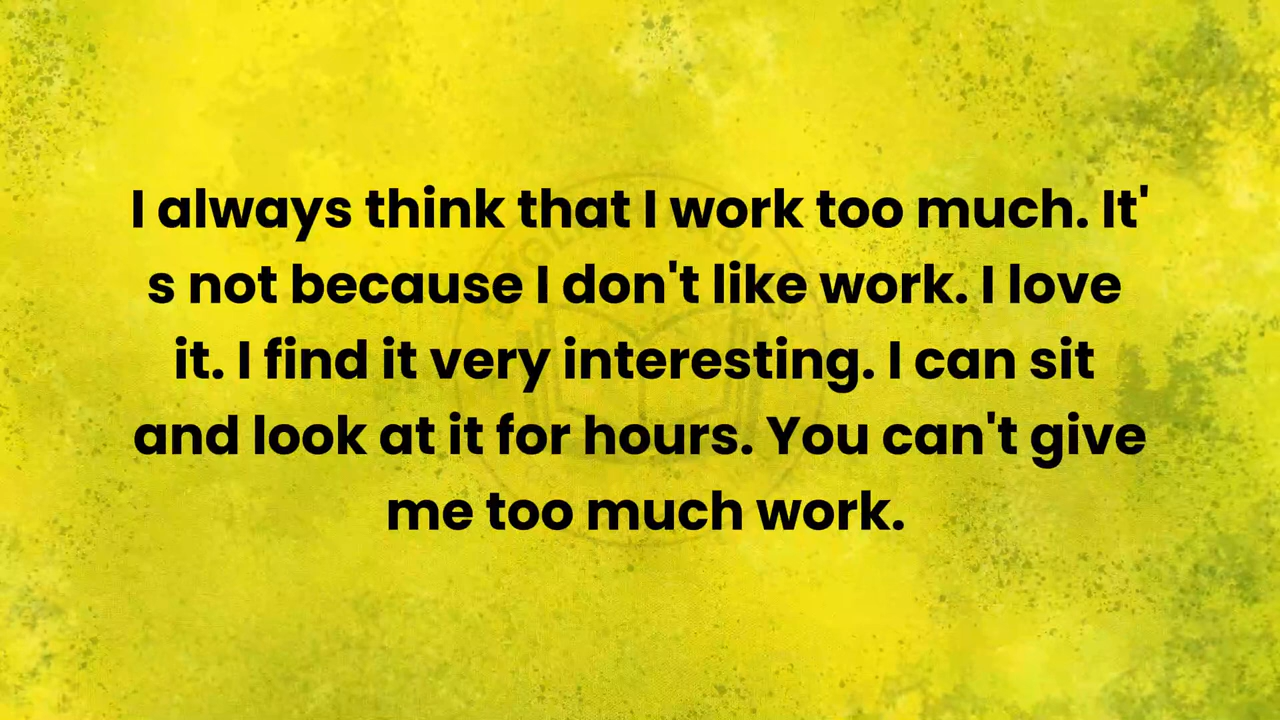 I always think that I work too much. It'
s not because I don't like work. I love
it. I find it very interesting. I can sit
and look at it for hours. You can't give
me too much work.